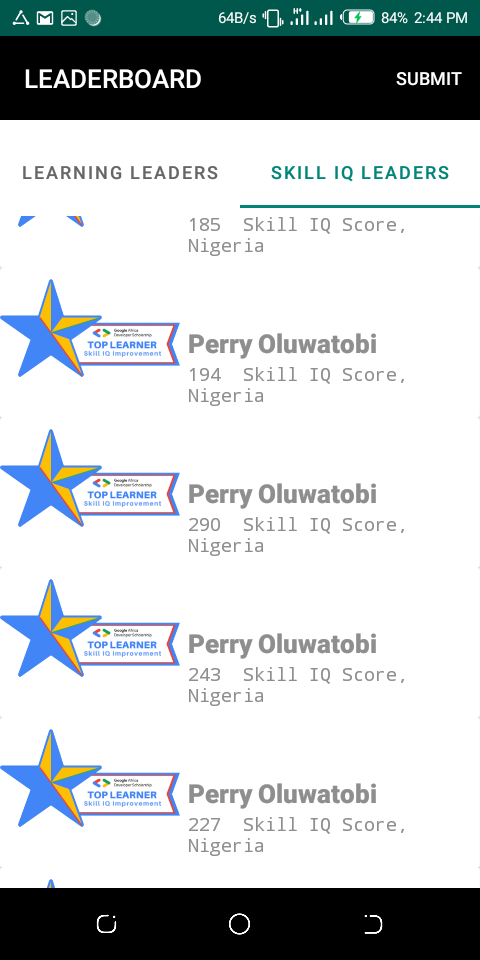 64B/s H+ 84% 2:44 PM
LEADERBOARD SUBMIT
LEARNING LEADERS SKILL IQ LEADERS
185 Skill IQ Score,
Nigeria
Google Africa
Developer Scholarship
TOP LEARNER
Skill IQ Improvement
Perry Oluwatobi
194 Skill IQ Score,
Nigeria
Google Africa
Developer Scholarship
TOP LEARNER
Skill IQ Improvement
Perry Oluwatobi
290 Skill IQ Score,
Nigeria
Google Africa
Developer Scholarship
TOP LEARNER
Skill IQ Improvement
Perry Oluwatobi
243 Skill IQ Score,
Nigeria
Google Africa
Developer Scholarship
TOP LEARNER
Skill IQ Improvement
Perry Oluwatobi
227 Skill IQ Score,
Nigeria